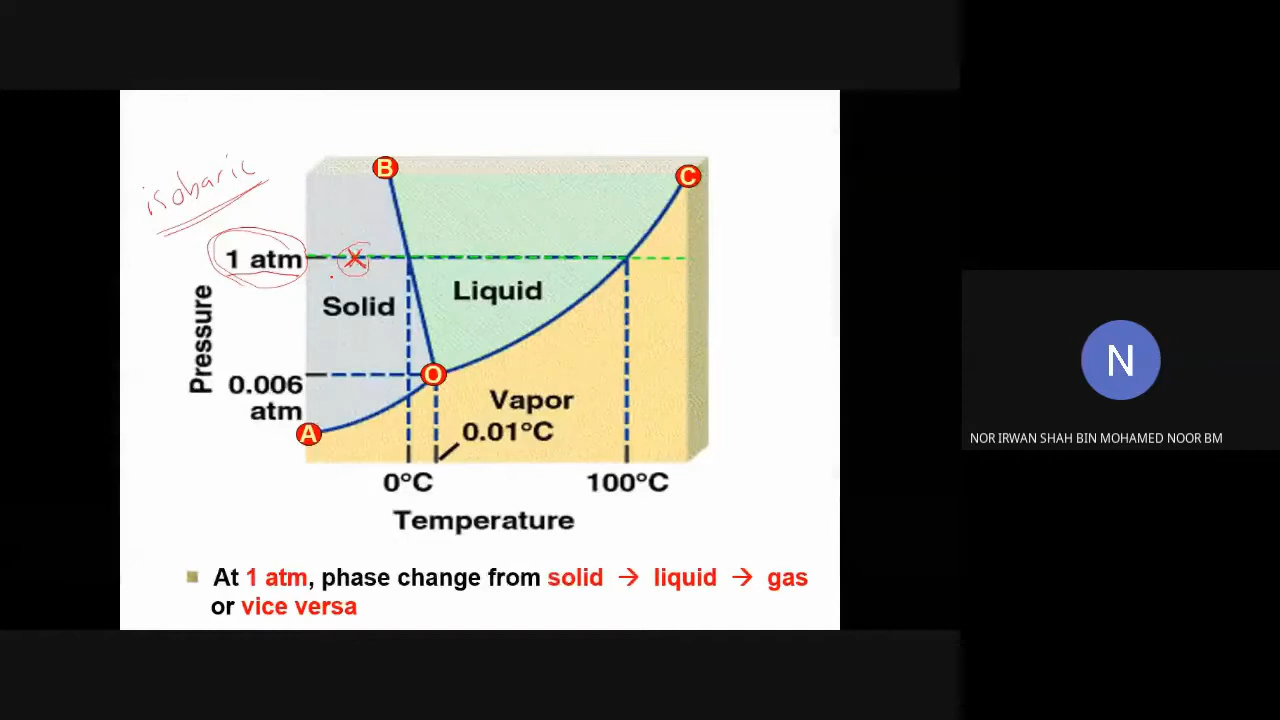 isobaric
B
C
1 atm
X
Solid
Liquid
Pressure
0.006
atm
O
Vapor
A
0.01°C
0°C
100°C
Temperature
At 1 atm, phase change from solid → liquid → gas
or vice versa
N
NOR IRWAN SHAH BIN MOHAMED NOOR BM